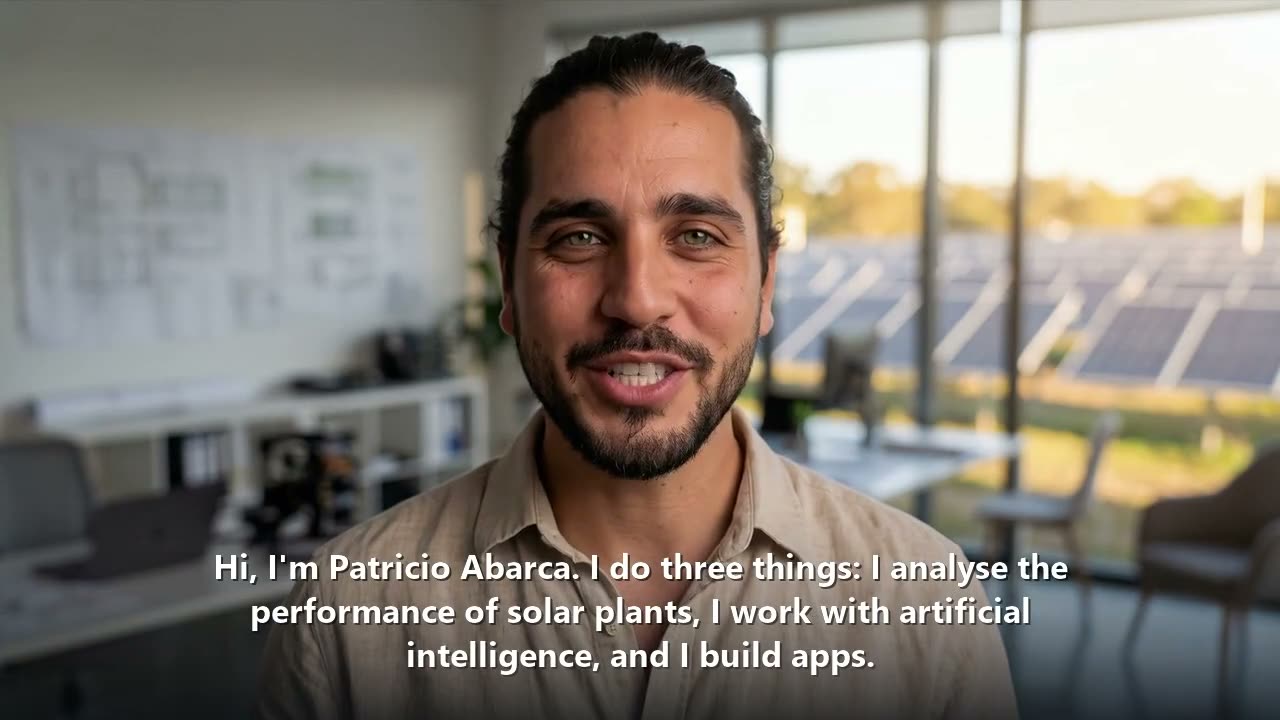 Hi, I'm Patricio Abarca. I do three things: I analyse the
performance of solar plants, I work with artificial
intelligence, and I build apps.